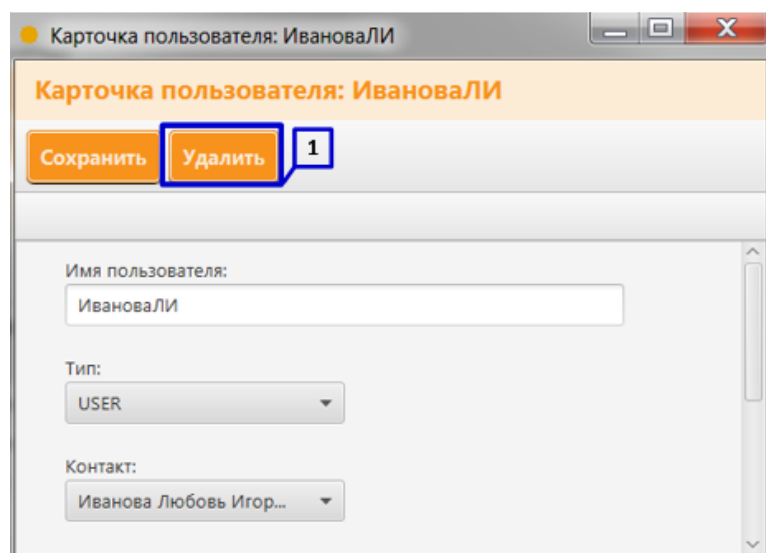 Карточка пользователя: ИвановаЛИ
Карточка пользователя: ИвановаЛИ
Сохранить Удалить 1
Имя пользователя:
ИвановаЛИ
Тип:
USER
Контакт:
Иванова Любовь Игор...